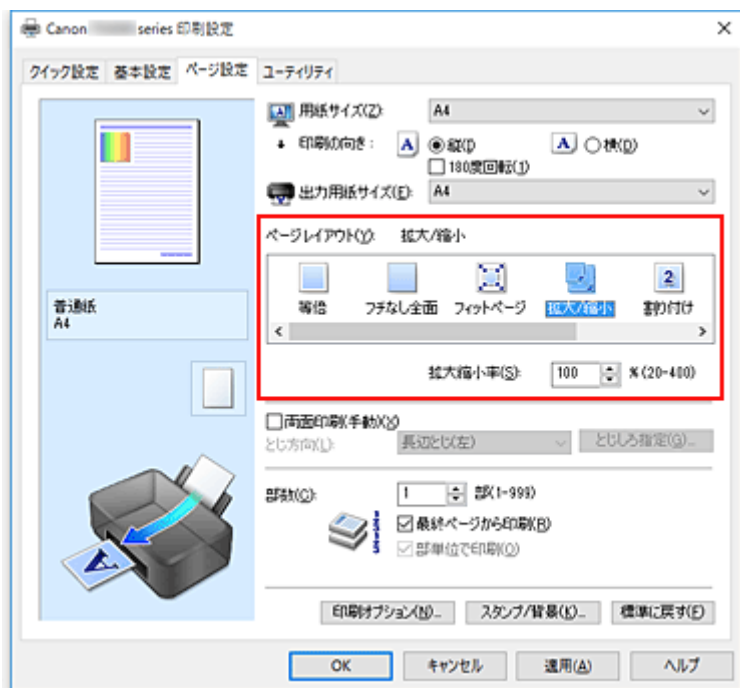 Canon series 印刷設定
クイック設定 基本設定 ページ設定 ユーティリティ
用紙サイズ(Z): A4
印刷の向き: A 縦(I) A 横(D)
180度回転(1)
出力用紙サイズ(E): A4
ページレイアウト(Y): 拡大/縮小
等倍 フチなし全面 フィットページ 拡大/縮小 2 割り付け
拡大縮小率(S): 100 % (20-400)
普通紙
A4
両面印刷(手動)(X)
とじ方向(L): 長辺とじ(左) とじしろ指定(G)...
部数(C): 1 部(1-999)
最終ページから印刷(R)
部単位で印刷(O)
印刷オプション(N)... スタンプ/背景(K)... 標準に戻す(F)
OK キャンセル 適用(A) ヘルプ